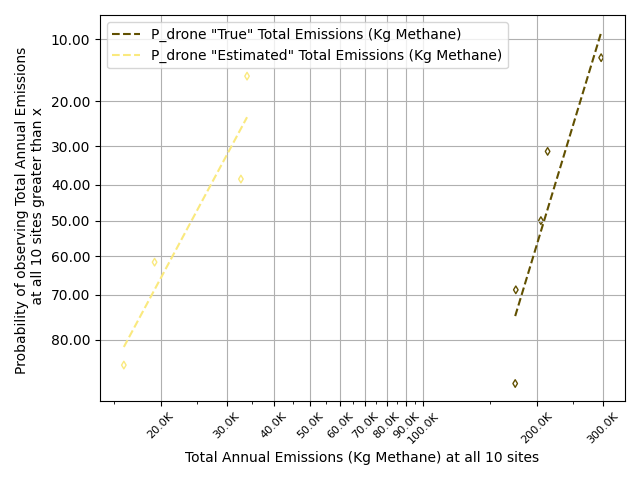 P_drone "True" Total Emissions (Kg Methane)
P_drone "Estimated" Total Emissions (Kg Methane)
Probability of observing Total Annual Emissions
at all 10 sites greater than x
10.00
20.00
30.00
40.00
50.00
60.00
70.00
80.00
20.0K
30.0K
40.0K
50.0K
60.0K
70.0K
80.0K
90.0K
100.0K
200.0K
300.0K
Total Annual Emissions (Kg Methane) at all 10 sites